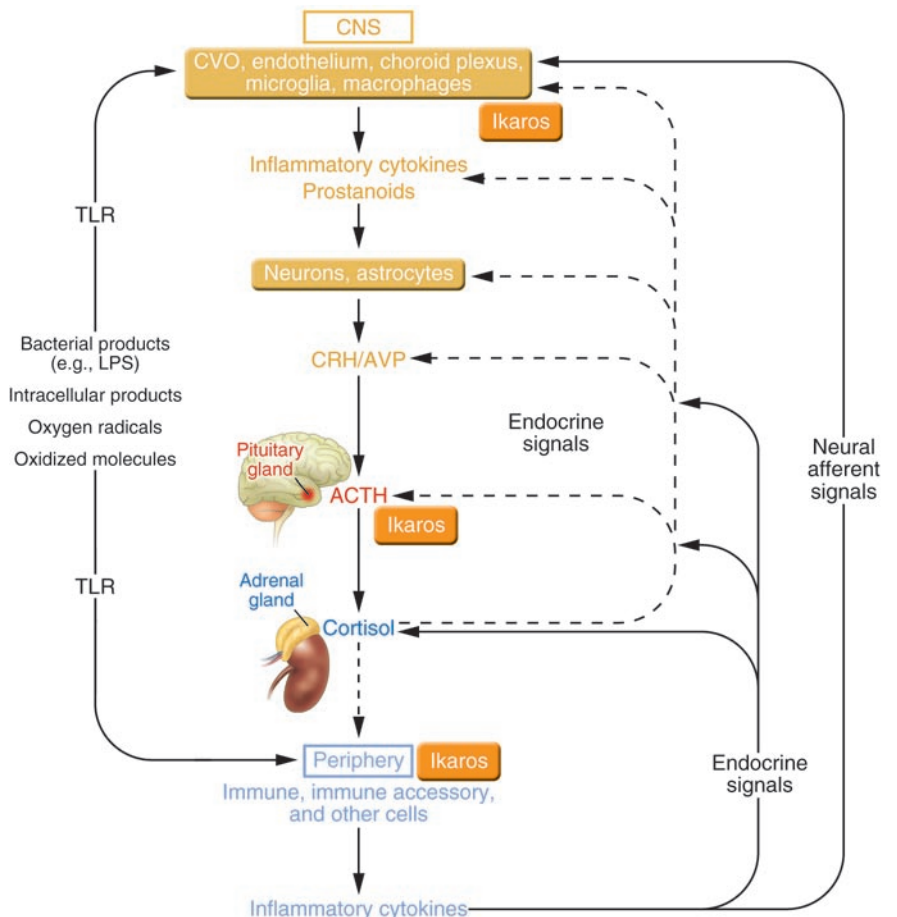 CNS
CVO, endothelium, choroid plexus,
microglia, macrophages
Ikaros
Inflammatory cytokines
Prostanoids
TLR
Neurons, astrocytes
Bacterial products
(e.g., LPS)
Intracellular products
Oxygen radicals
Oxidized molecules
CRH/AVP
Endocrine
signals
Neural
afferent
signals
Pituitary
gland
ACTH
Ikaros
TLR
Adrenal
gland
Cortisol
Periphery
Ikaros
Immune, immune accessory,
and other cells
Endocrine
signals
Inflammatory cytokines